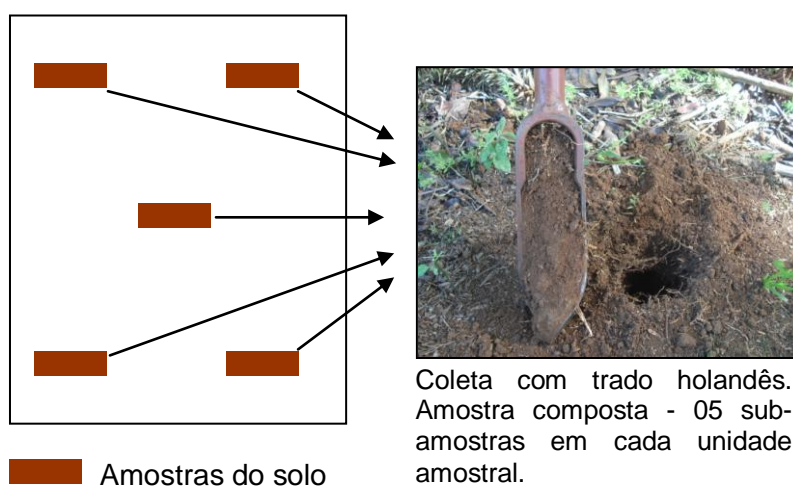 Coleta com trado holandês.
Amostra composta - 05 sub-
amostras em cada unidade
amostral.
Amostras do solo